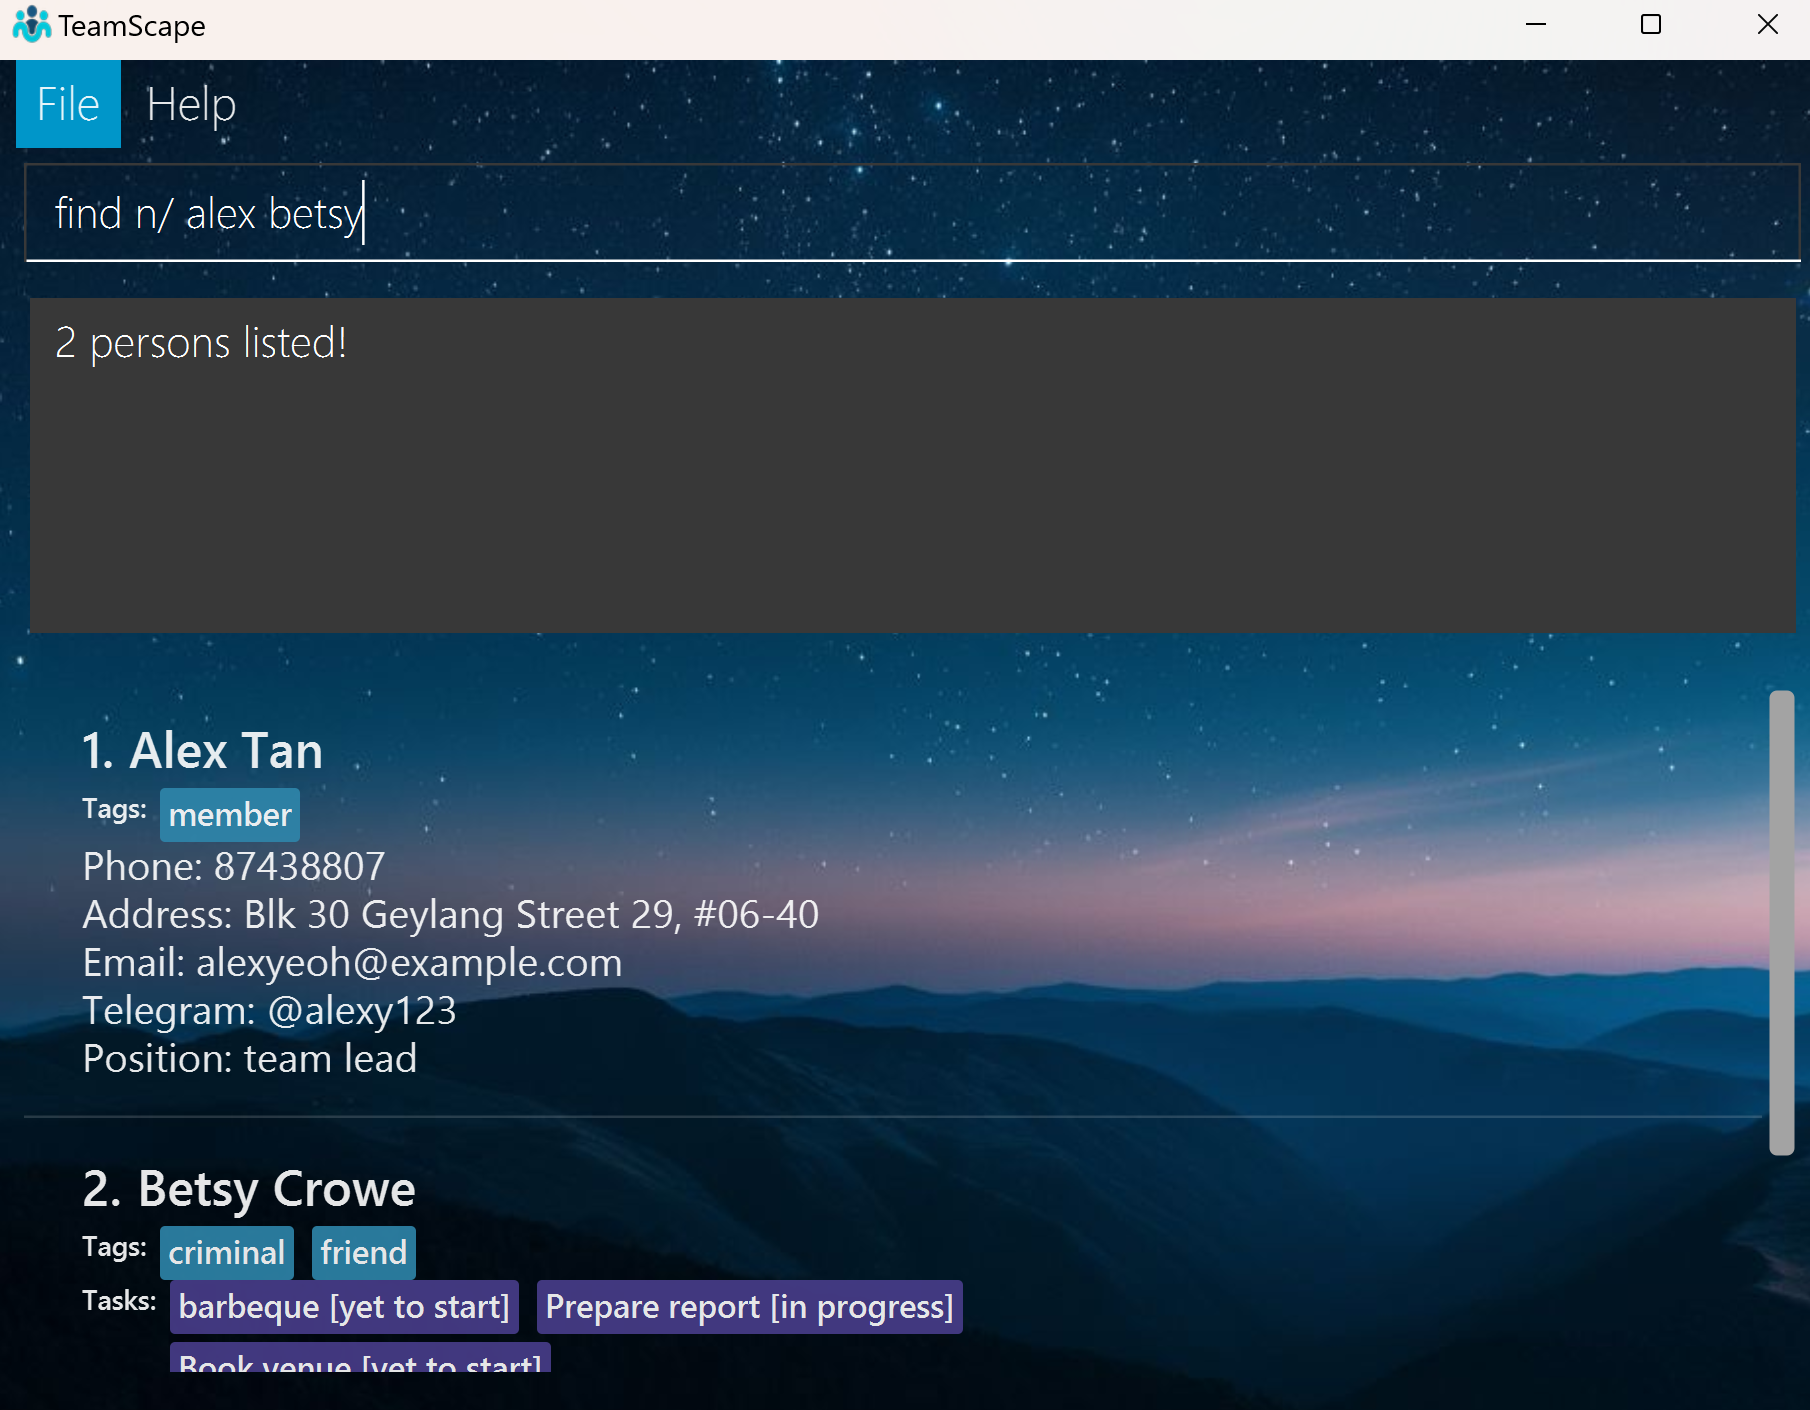 TeamScape
File Help
find n/ alex betsy
2 persons listed!
1. Alex Tan
Tags: member
Phone: 87438807
Address: Blk 30 Geylang Street 29, #06-40
Email: alexyeoh@example.com
Telegram: @alexy123
Position: team lead
2. Betsy Crowe
Tags: criminal friend
Tasks: barbeque [yet to start] Prepare report [in progress]
Book venue [yet to start]